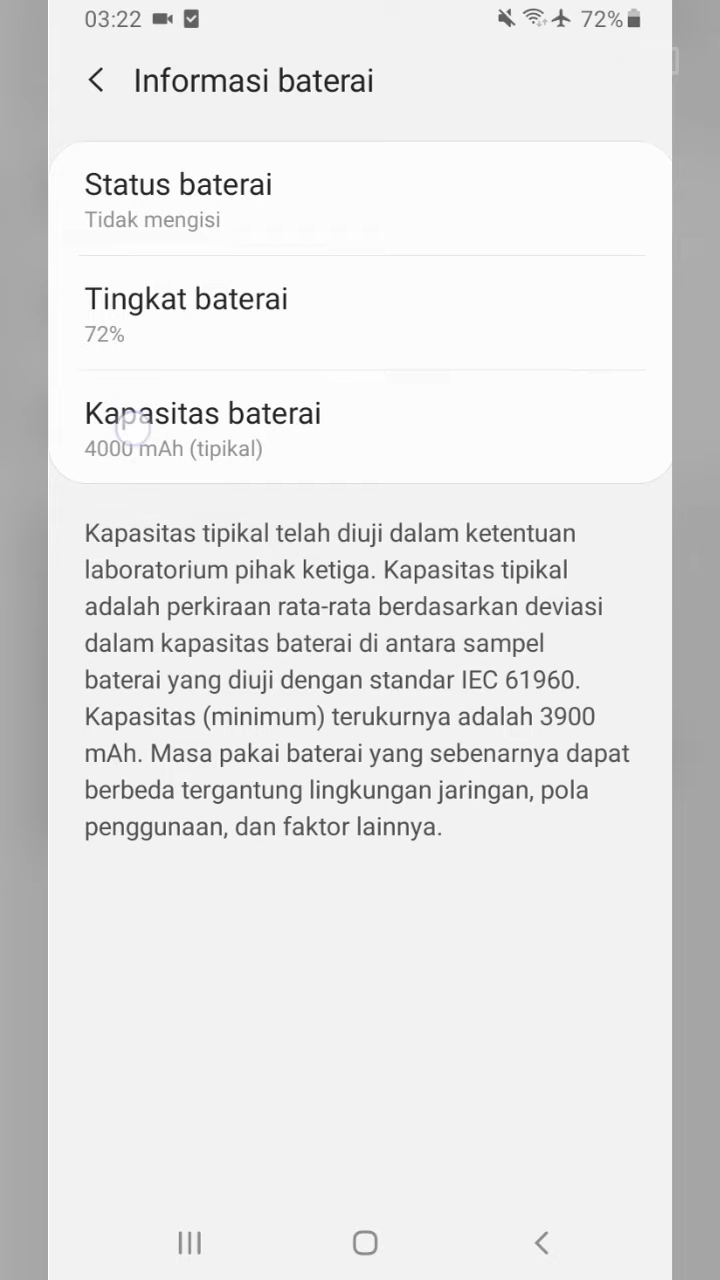 03:22 72%
Informasi baterai
Status baterai
Tidak mengisi
Tingkat baterai
72%
Kapasitas baterai
4000 mAh (tipikal)
Kapasitas tipikal telah diuji dalam ketentuan
laboratorium pihak ketiga. Kapasitas tipikal
adalah perkiraan rata-rata berdasarkan deviasi
dalam kapasitas baterai di antara sampel
baterai yang diuji dengan standar IEC 61960.
Kapasitas (minimum) terukurnya adalah 3900
mAh. Masa pakai baterai yang sebenarnya dapat
berbeda tergantung lingkungan jaringan, pola
penggunaan, dan faktor lainnya.